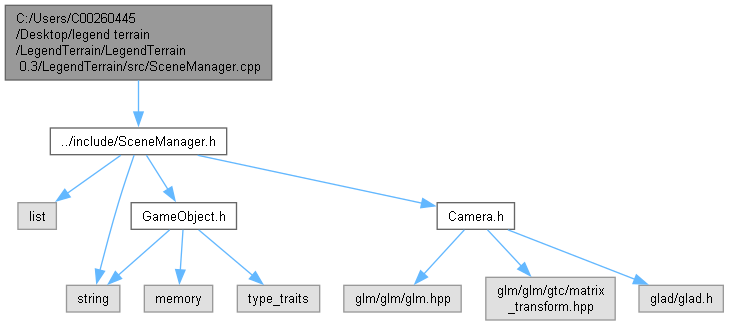 C:/Users/C00260445
/Desktop/legend terrain
/LegendTerrain/LegendTerrain
0.3/LegendTerrain/src/SceneManager.cpp
../include/SceneManager.h
list
GameObject.h
Camera.h
string
memory
type_traits
glm/glm/glm.hpp
glm/glm/gtc/matrix
_transform.hpp
glad/glad.h